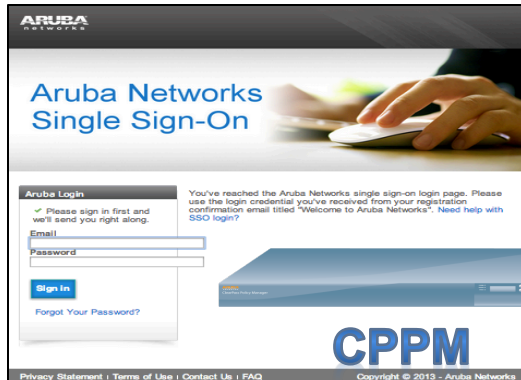 ARUBA
networks
Aruba Networks
Single Sign-On
Aruba Login
✓ Please sign in first and
we'll send you right along.
Email
Password
Sign in
Forgot Your Password?
You've reached the Aruba Networks single sign-on login page. Please
use the login credential you've received from your registration
confirmation email titled "Welcome to Aruba Networks". Need help with
SSO login?
CPPM
Privacy Statement | Terms of Use | Contact Us | FAQ
Copyright © 2013 - Aruba Networks